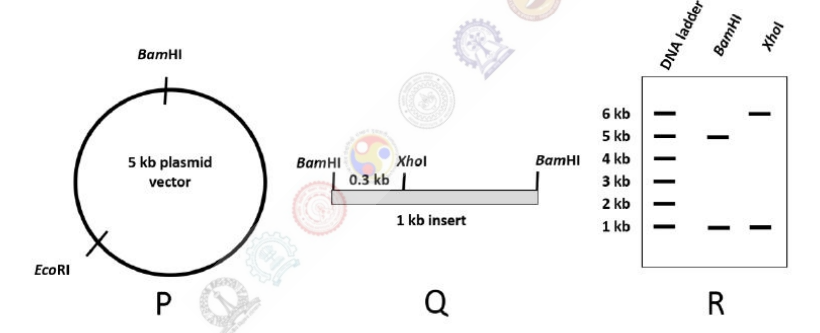 BamHI
5 kb plasmid
vector
EcoRI
P
BamHI
XhoI
BamHI
0.3 kb
1 kb insert
Q
DNA ladder
BamHI
XhoI
6 kb
5 kb
4 kb
3 kb
2 kb
1 kb
R